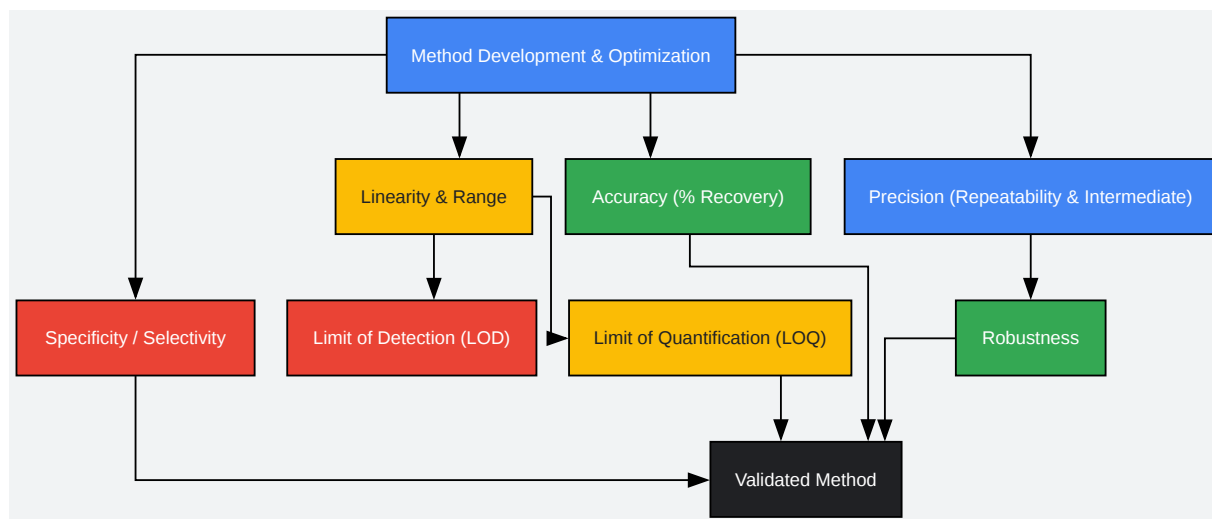 Method Development & Optimization
Linearity & Range
Accuracy (% Recovery)
Precision (Repeatability & Intermediate)
Specificity / Selectivity
Limit of Detection (LOD)
Limit of Quantification (LOQ)
Robustness
Validated Method